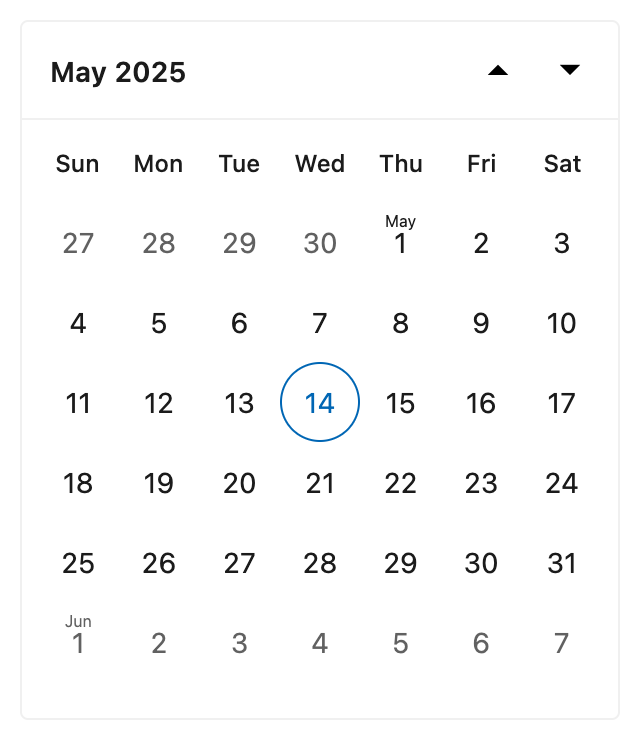 May 2025
Sun Mon Tue Wed Thu Fri Sat
May
27 28 29 30 1 2 3
4 5 6 7 8 9 10
11 12 13 14 15 16 17
18 19 20 21 22 23 24
25 26 27 28 29 30 31
Jun
1 2 3 4 5 6 7